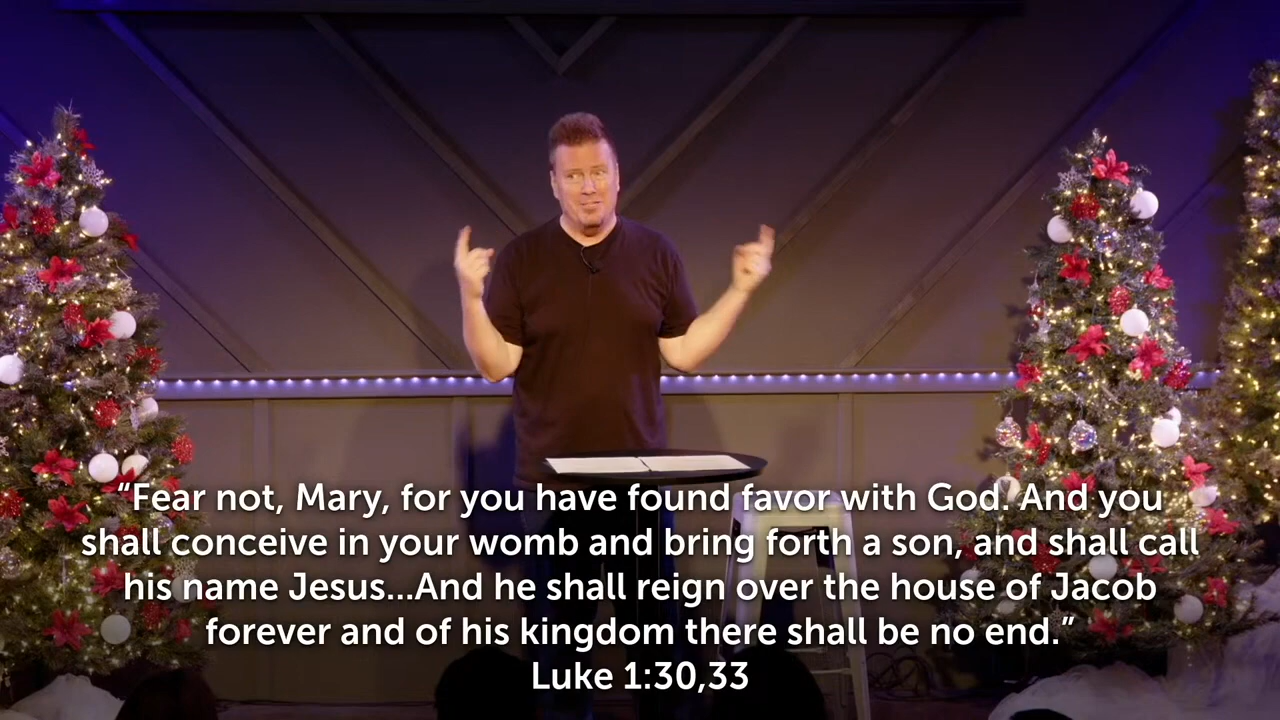 “Fear not, Mary, for you have found favor with God. And you
shall conceive in your womb and bring forth a son, and shall call
his name Jesus...And he shall reign over the house of Jacob
forever and of his kingdom there shall be no end.”
Luke 1:30,33